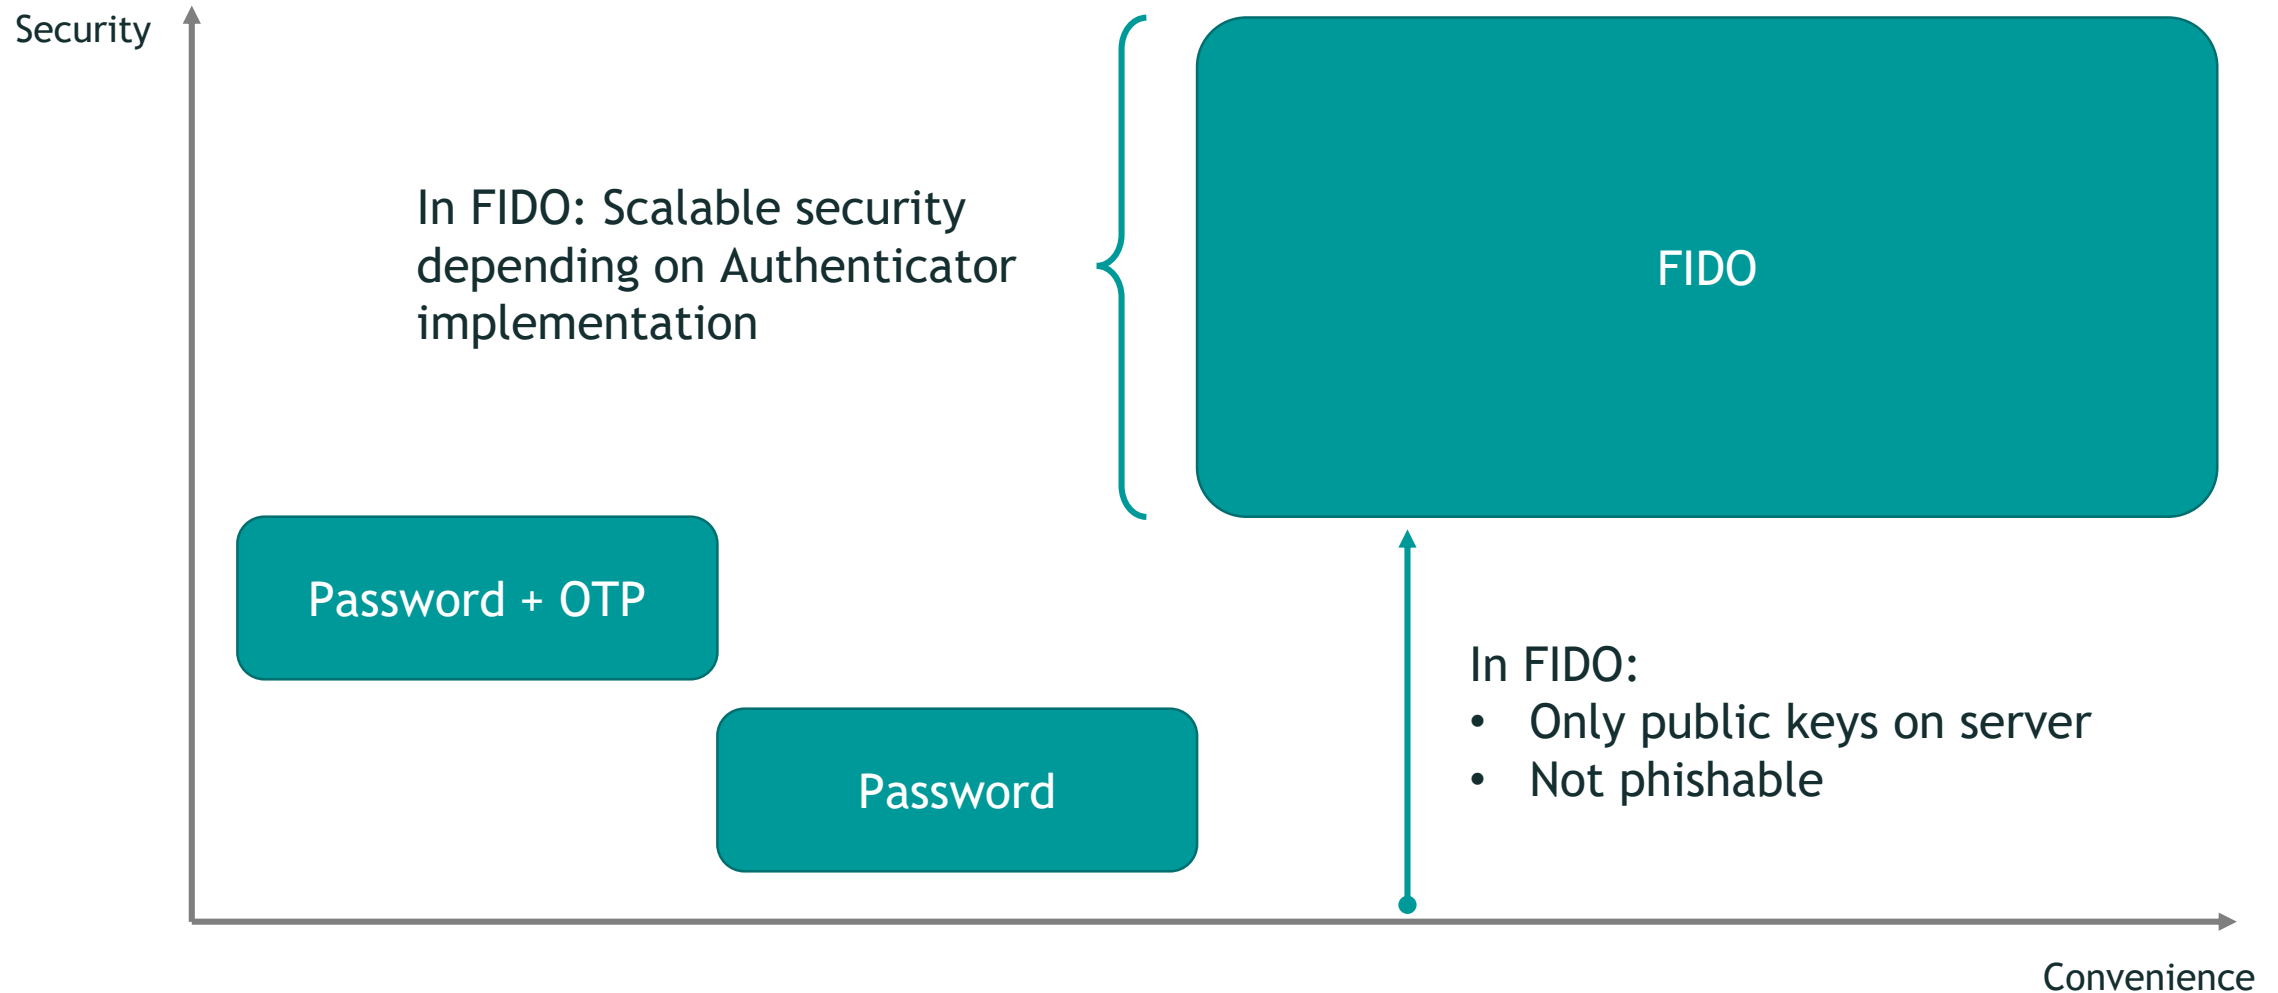 Security
In FIDO: Scalable security
depending on Authenticator
implementation
FIDO
Password + OTP
Password
In FIDO:
• Only public keys on server
• Not phishable
Convenience